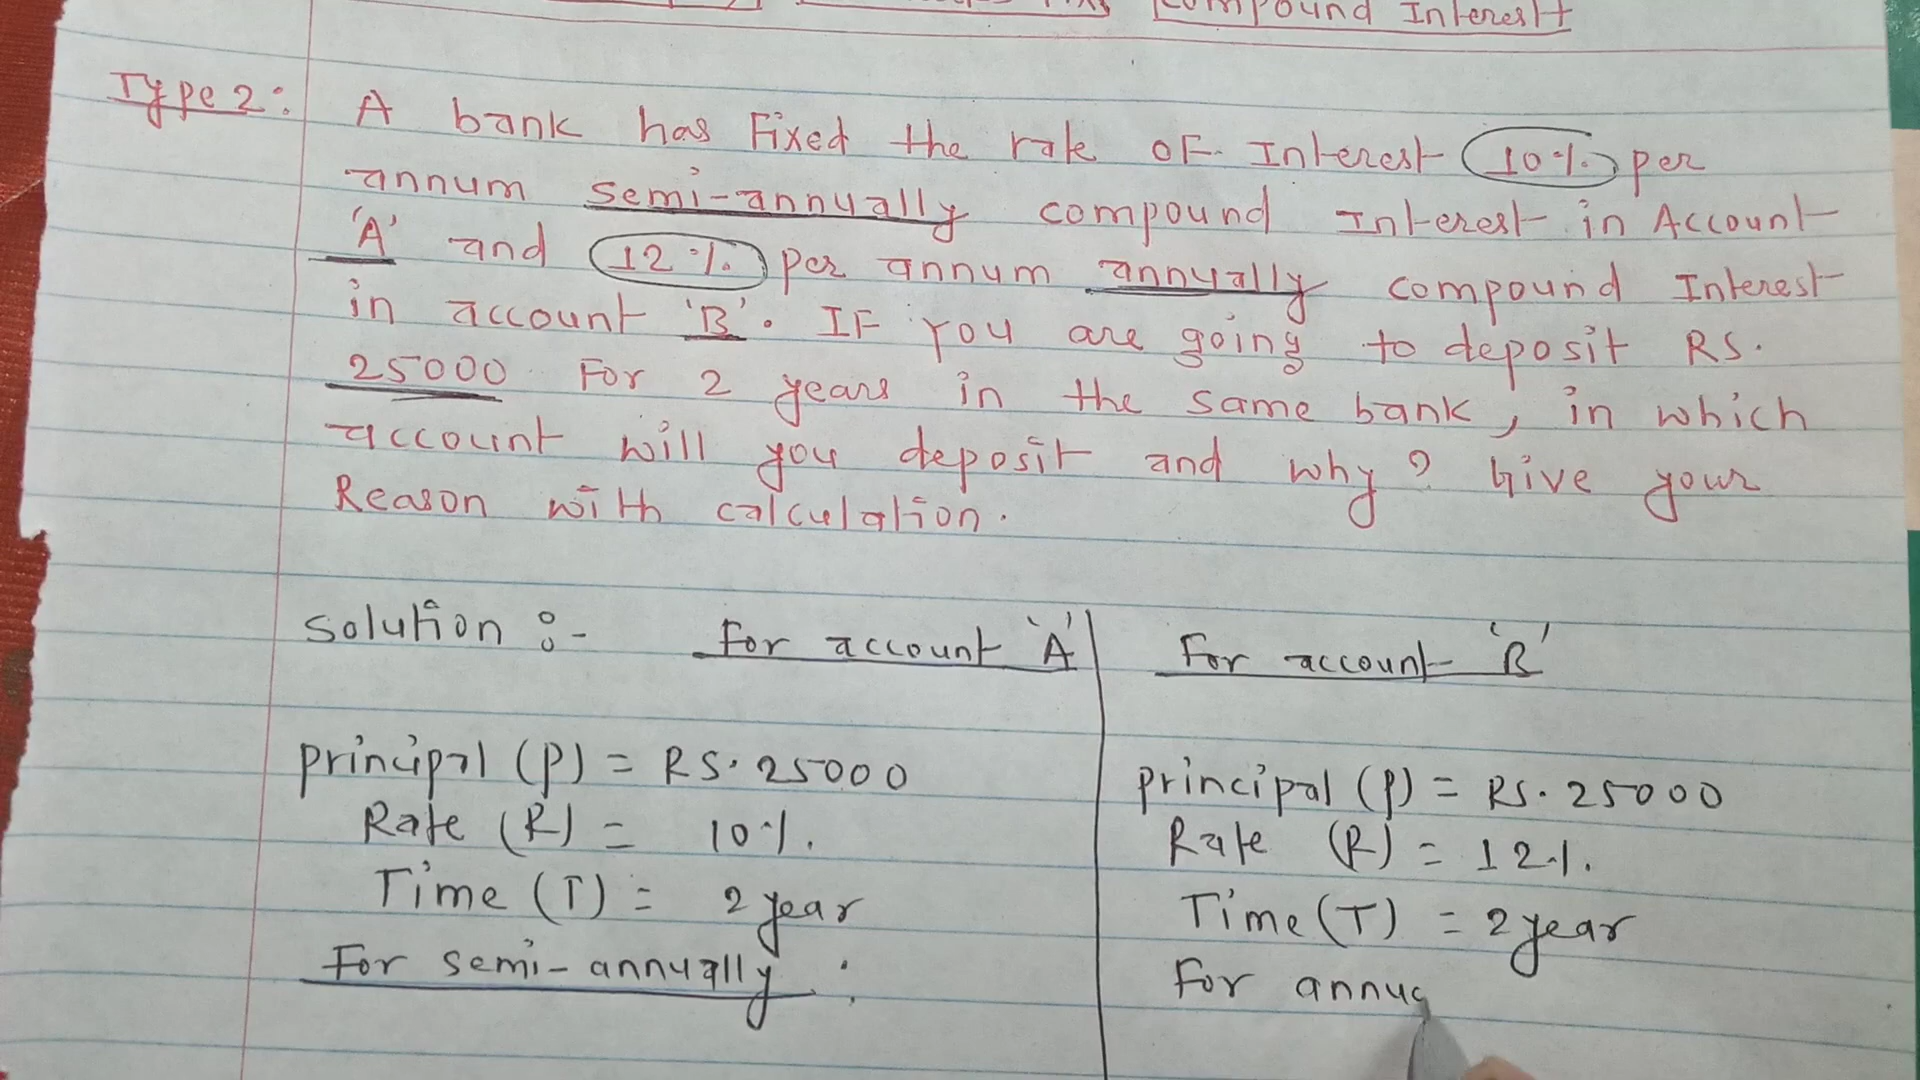 Compound Interest
Type 2: A bank has Fixed the rate of Interest 10% per
annum semi-annually compound Interest in Account
'A' and 12% per annum annually compound Interest
in account 'B'. IF you are going to deposit RS.
25000 For 2 years in the same bank, in which
account will you deposit and why? Give your
Reason with calculation.
Solution :- For account 'A'
Principal (P) = RS. 25000
Rate (R) = 10%.
Time (T) = 2 year
For semi-annually :
For account 'B'
Principal (P) = RS. 25000
Rate (R) = 12%.
Time (T) = 2 year
For annua